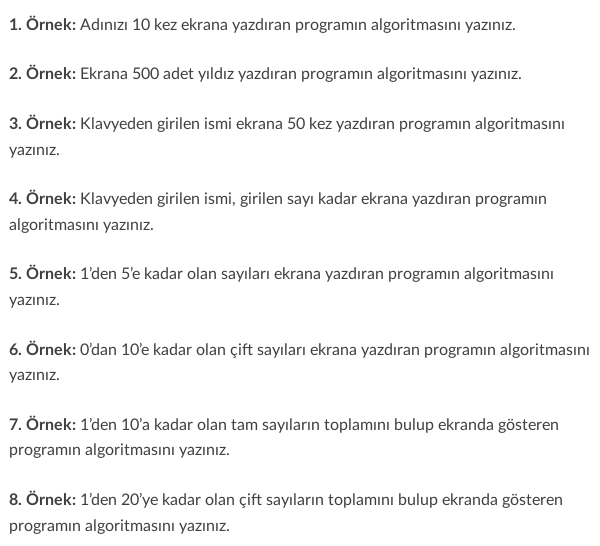 1. Örnek: Adınızı 10 kez ekrana yazdıran programın algoritmasını yazınız.
2. Örnek: Ekrana 500 adet yıldız yazdıran programın algoritmasını yazınız.
3. Örnek: Klavyeden girilen ismi ekrana 50 kez yazdıran programın algoritmasını
yazınız.
4. Örnek: Klavyeden girilen ismi, girilen sayı kadar ekrana yazdıran programın
algoritmasını yazınız.
5. Örnek: 1’den 5’e kadar olan sayıları ekrana yazdıran programın algoritmasını
yazınız.
6. Örnek: 0’dan 10’e kadar olan çift sayıları ekrana yazdıran programın algoritmasını
yazınız.
7. Örnek: 1’den 10’a kadar olan tam sayıların toplamını bulup ekranda gösteren
programın algoritmasını yazınız.
8. Örnek: 1’den 20’ye kadar olan çift sayıların toplamını bulup ekranda gösteren
programın algoritmasını yazınız.